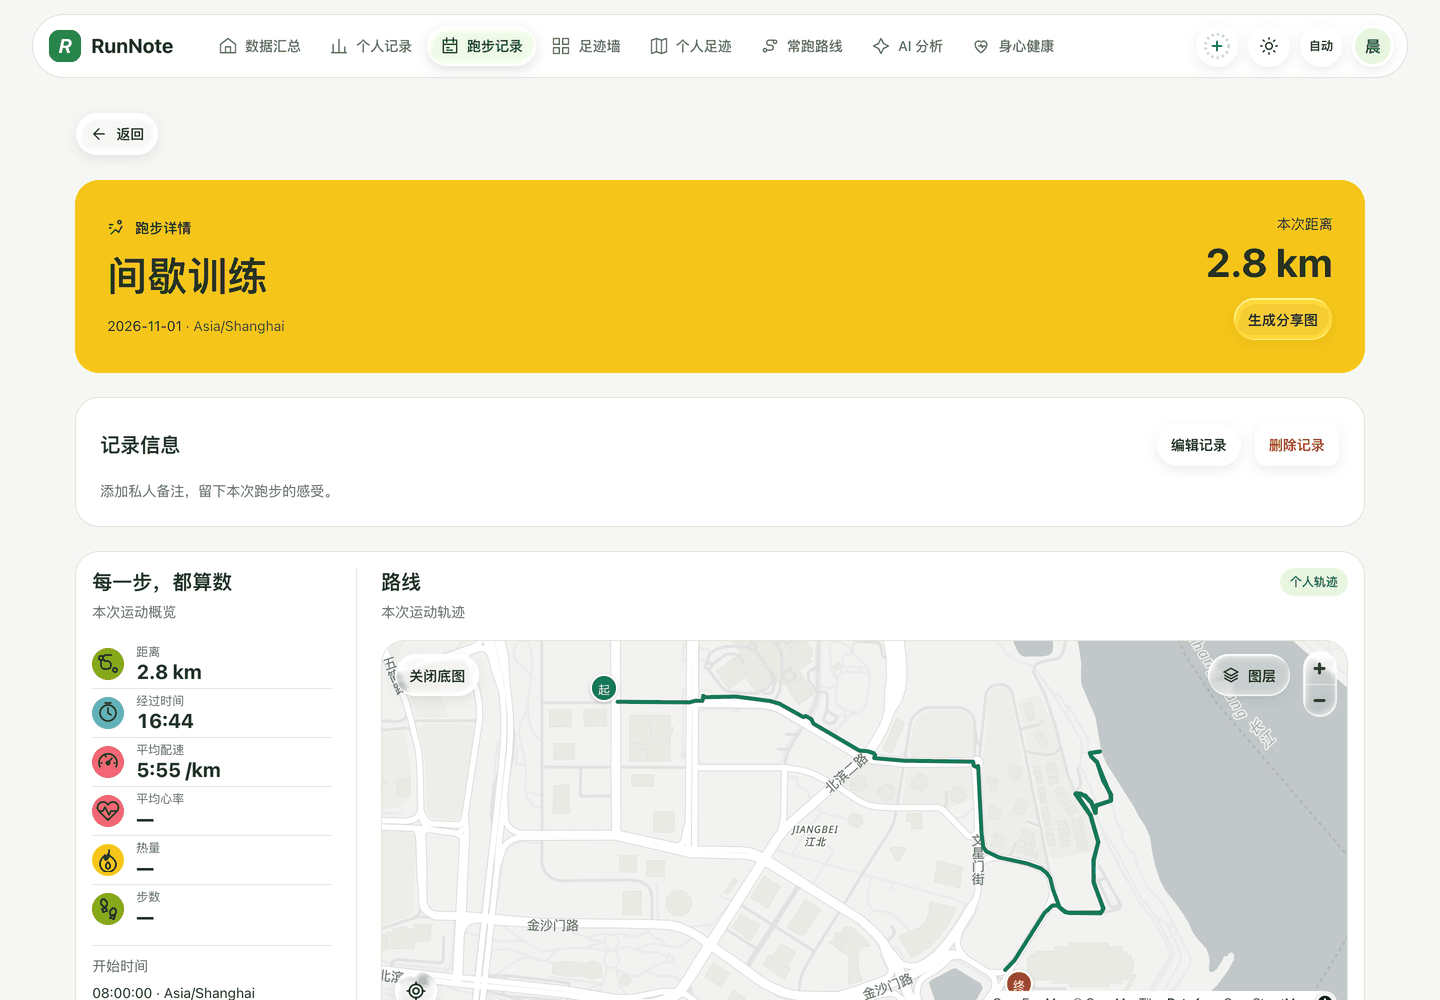 R RunNote 数据汇总 个人记录 跑步记录 足迹墙 个人足迹 常跑路线 AI 分析 身心健康 自动 晨
返回
跑步详情
间歇训练
2026-11-01 · Asia/Shanghai
本次距离
2.8 km
生成分享图
记录信息
编辑记录 删除记录
添加私人备注，留下本次跑步的感受。
每一步，都算数
本次运动概览
距离
2.8 km
经过时间
16:44
平均配速
5:55 /km
平均心率
—
热量
—
步数
—
开始时间
08:00:00 · Asia/Shanghai
路线
个人轨迹
本次运动轨迹
关闭底图
图层
起
长江
北滨二路
JIANGBEI
江北
文星门街
金沙门路
金沙门路
北滨
终